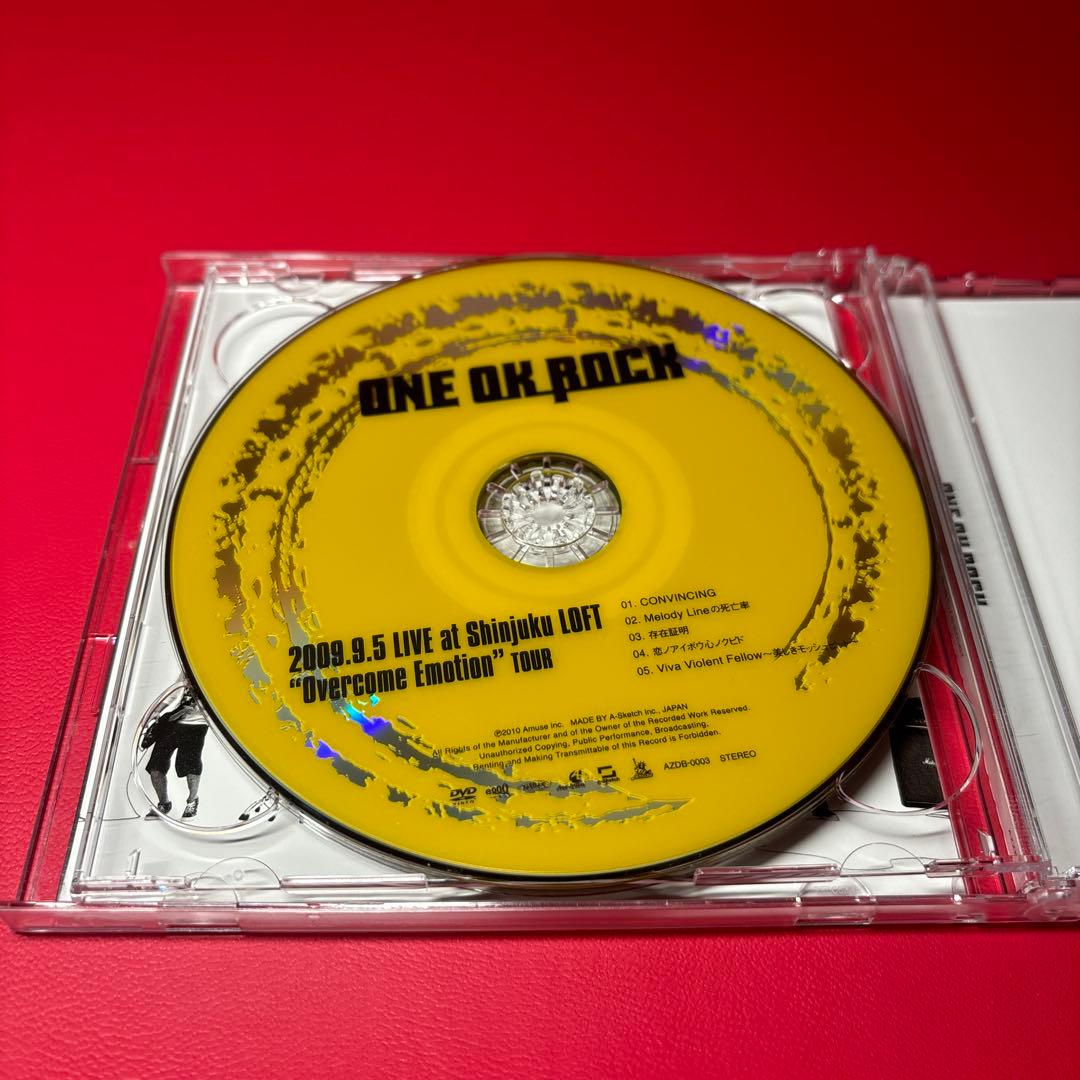 ONE OK ROCK
2009.9.5 LIVE at Shinjuku LOFT
“Overcome Emotion” TOUR
01. CONVINCING
02. Melody Lineの死亡率
03. 存在証明
04. 恋ノアイボウ心ノクピド
05. Viva Violent Fellow～美しきモッシュ
℗2010 Amuse Inc. MADE BY A-Sketch Inc., JAPAN
All Rights of the Manufacturer and of the Owner of the Recorded Work Reserved.
Unauthorized Copying, Public Performance, Broadcasting,
Renting and Making Transmittable of this Record is Forbidden.
DVD VIDEO AZDB-0003 STEREO
ONE OK ROCK